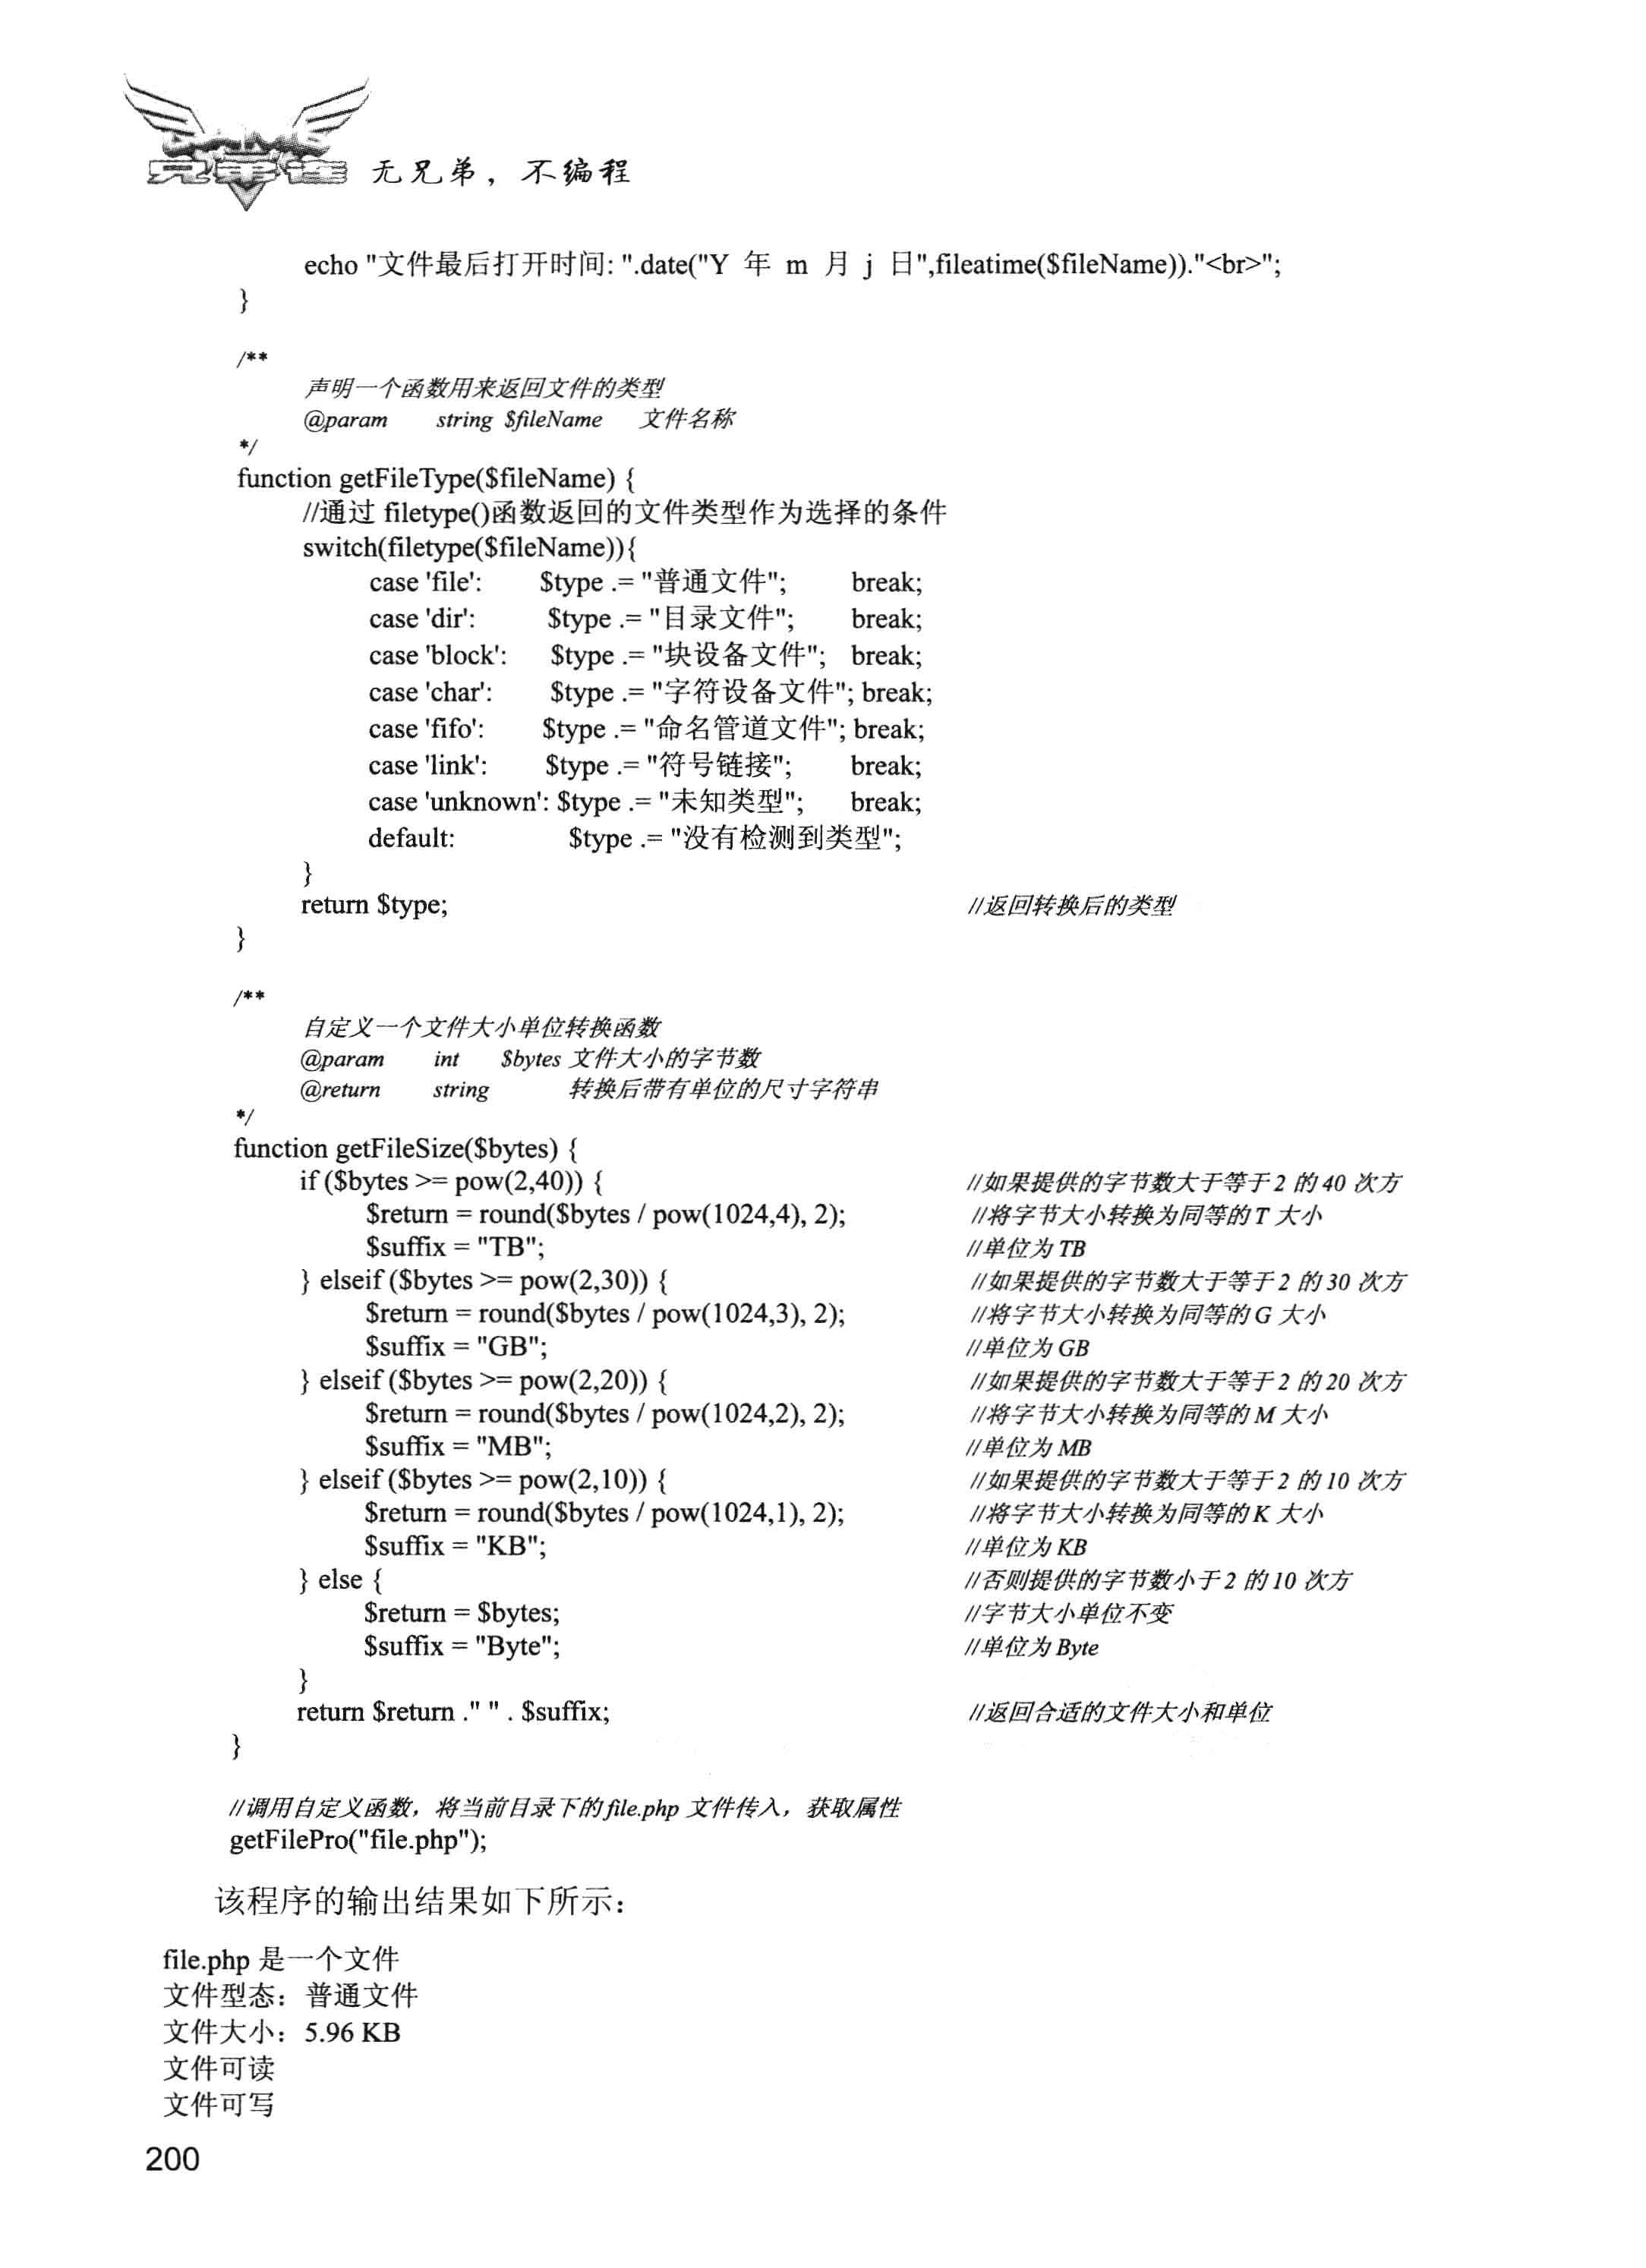 兄弟连 无兄弟，不编程
echo "文件最后打开时间: ".date("Y 年 m 月 j 日",fileatime($fileName))."<br>";
}
/**
声明一个函数用来返回文件的类型
@param string $fileName 文件名称
*/
function getFileType($fileName) {
//通过 filetype()函数返回的文件类型作为选择的条件
switch(filetype($fileName)){
case 'file': $type .= "普通文件"; break;
case 'dir': $type .= "目录文件"; break;
case 'block': $type .= "块设备文件"; break;
case 'char': $type .= "字符设备文件"; break;
case 'fifo': $type .= "命名管道文件"; break;
case 'link': $type .= "符号链接"; break;
case 'unknown': $type .= "未知类型"; break;
default: $type .= "没有检测到类型";
}
return $type; //返回转换后的类型
}
/**
自定义一个文件大小单位转换函数
@param int $bytes 文件大小的字节数
@return string 转换后带有单位的尺寸字符串
*/
function getFileSize($bytes) {
if ($bytes >= pow(2,40)) { //如果提供的字节数大于等于2 的40 次方
$return = round($bytes / pow(1024,4), 2); //将字节大小转换为同等的T 大小
$suffix = "TB"; //单位为TB
} elseif ($bytes >= pow(2,30)) { //如果提供的字节数大于等于2 的30 次方
$return = round($bytes / pow(1024,3), 2); //将字节大小转换为同等的G 大小
$suffix = "GB"; //单位为GB
} elseif ($bytes >= pow(2,20)) { //如果提供的字节数大于等于2 的20 次方
$return = round($bytes / pow(1024,2), 2); //将字节大小转换为同等的M 大小
$suffix = "MB"; //单位为MB
} elseif ($bytes >= pow(2,10)) { //如果提供的字节数大于等于2 的10 次方
$return = round($bytes / pow(1024,1), 2); //将字节大小转换为同等的K 大小
$suffix = "KB"; //单位为KB
} else { //否则提供的字节数小于2 的10 次方
$return = $bytes; //字节大小单位不变
$suffix = "Byte"; //单位为Byte
}
return $return ." " . $suffix; //返回合适的文件大小和单位
}
//调用自定义函数，将当前目录下的file.php 文件传入，获取属性
getFilePro("file.php");
该程序的输出结果如下所示：
file.php 是一个文件
文件型态：普通文件
文件大小：5.96 KB
文件可读
文件可写
200